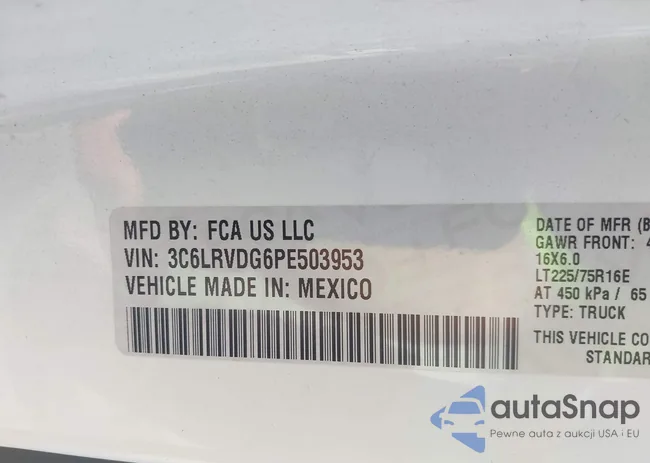 MFD BY: FCA US LLC
VIN: 3C6LRVDG6PE503953
VEHICLE MADE IN: MEXICO
DATE OF MFR (B
GAWR FRONT: 4
16X6.0
LT225/75R16E
AT 450 kPa / 65
TYPE: TRUCK
THIS VEHICLE CO
STANDAR
autaSnap
Pewne auta z aukcji USA i EU